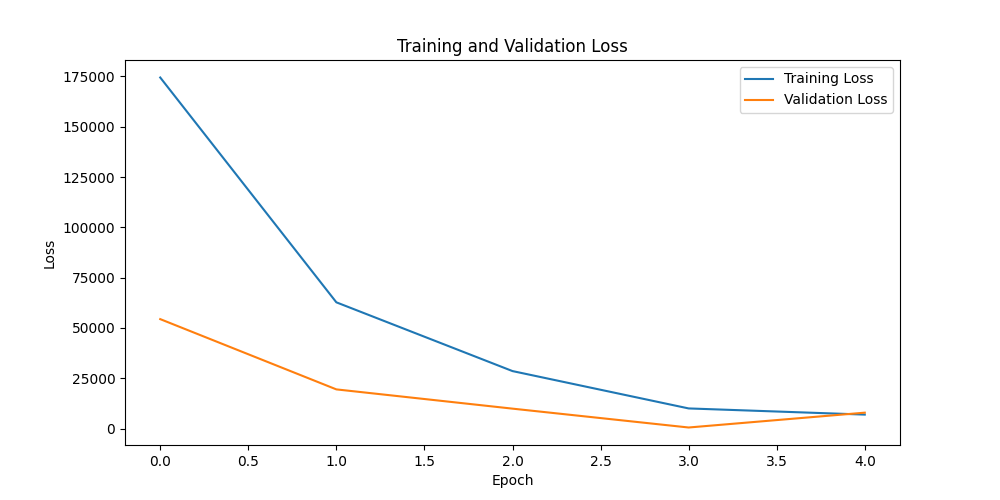 Training and Validation Loss
Training Loss
Validation Loss
175000
150000
125000
100000
75000
50000
25000
0
Loss
0.0 0.5 1.0 1.5 2.0 2.5 3.0 3.5 4.0
Epoch